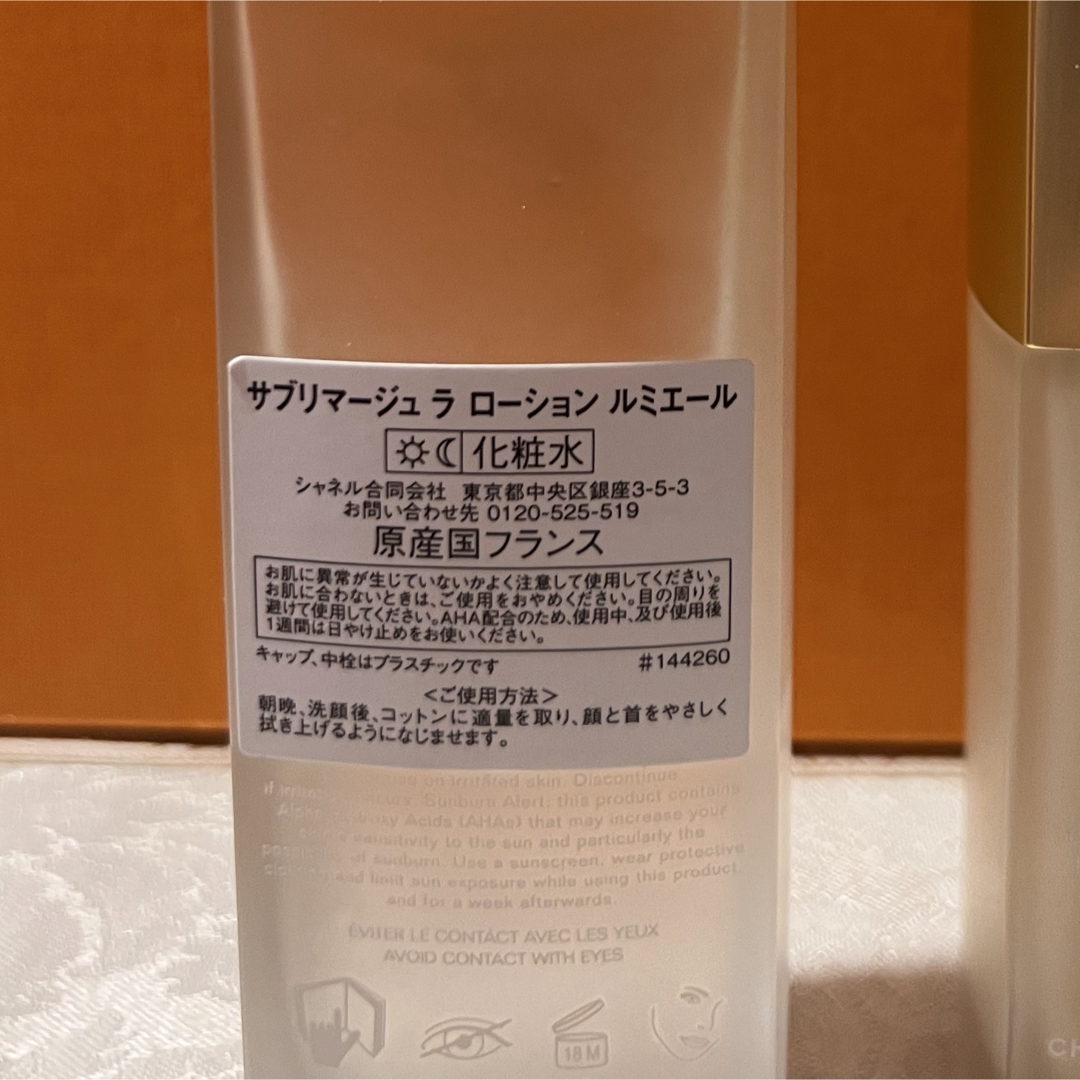 サブリマージュ ラ ローション ルミエール
化粧水
シャネル合同会社 東京都中央区銀座3-5-3
お問い合わせ先 0120-525-519
原産国フランス
お肌に異常が生じていないかよく注意して使用してください。
お肌に合わないときは、ご使用をおやめください。目の周りを
避けて使用してください。AHA配合のため、使用中、及び使用後
1週間は日やけ止めをお使いください。
キャップ、中栓はプラスチックです #144260
<ご使用方法>
朝晩、洗顔後、コットンに適量を取り、顔と首をやさしく
拭き上げるようになじませます。
on irritated skin. Discontinue
if Sunburn Alert: this product contains
Acids (AHAs) that may increase your
sensitivity to the sun and particularly the
of sunburn. Use a sunscreen, wear protective
and limit sun exposure while using this product
and for a week afterwards.
ÉVITER LE CONTACT AVEC LES YEUX
AVOID CONTACT WITH EYES
18 M
CH